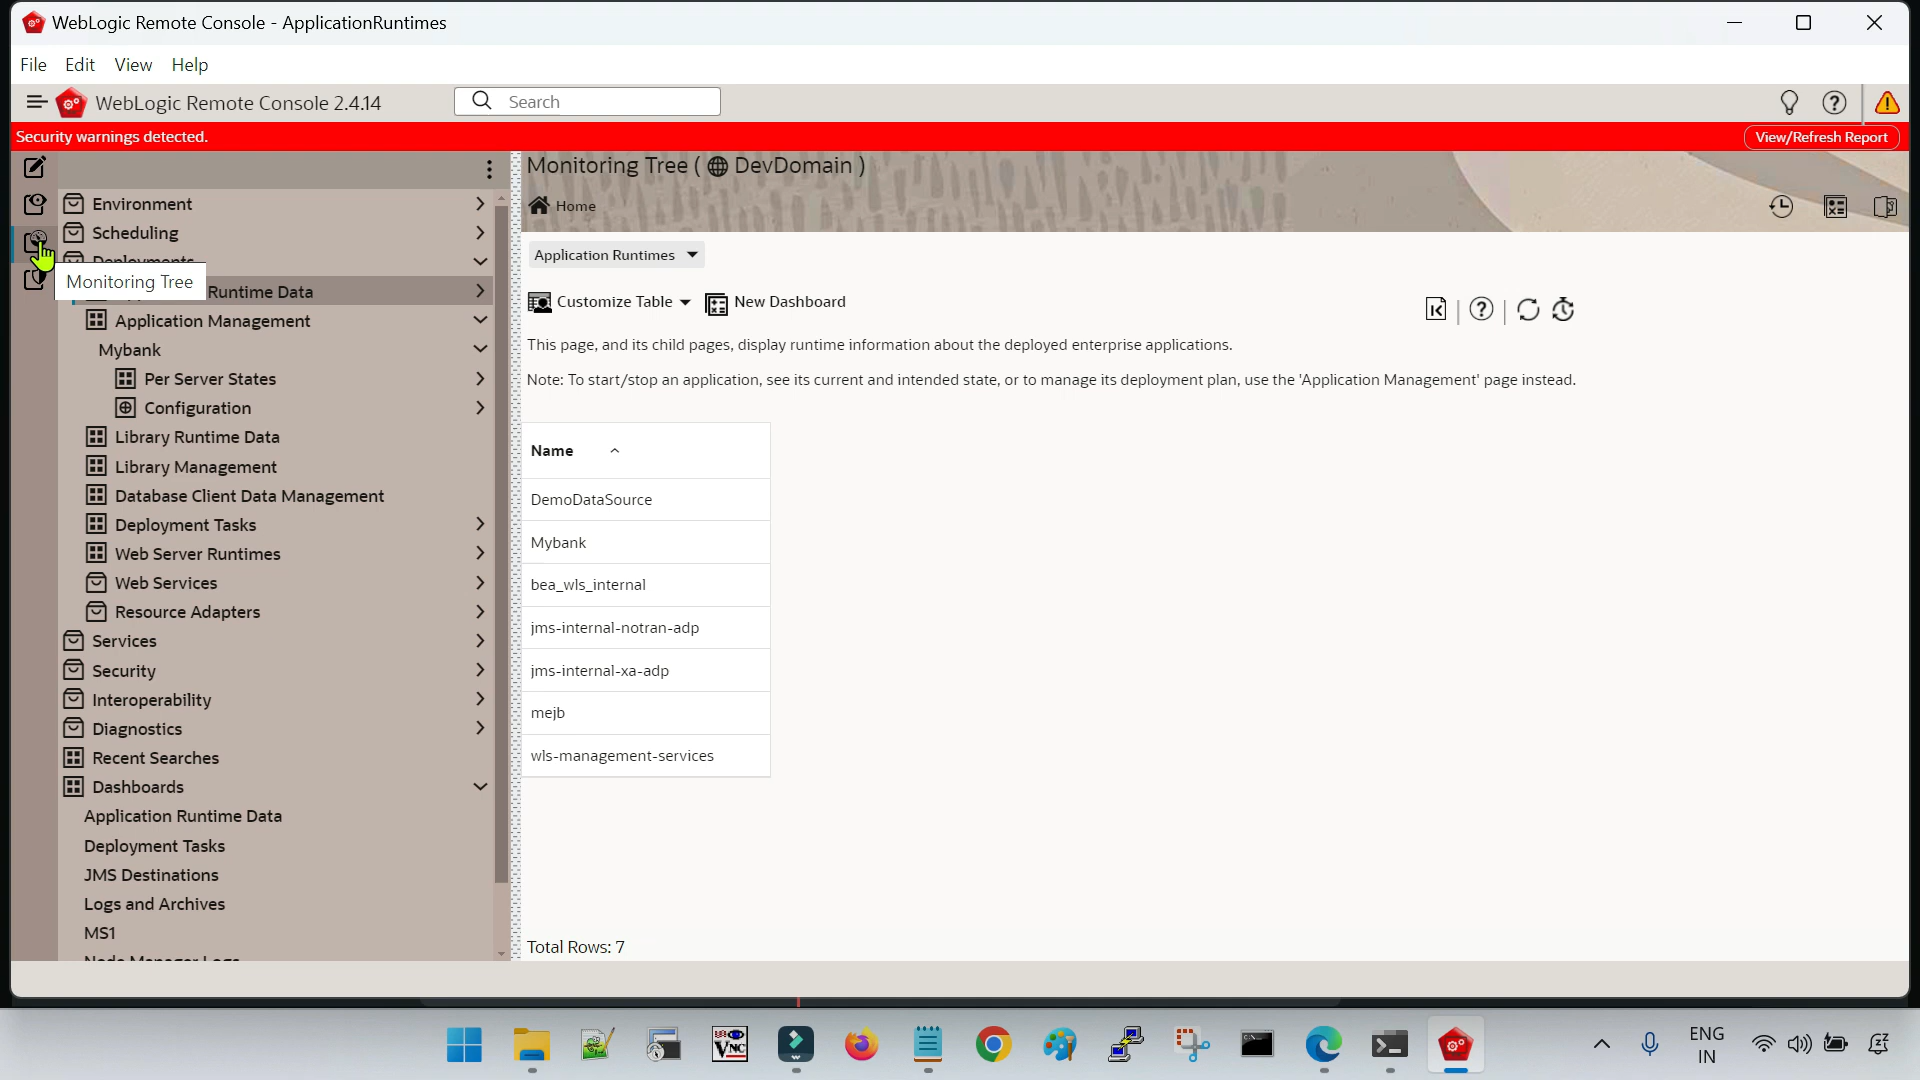 WebLogic Remote Console - ApplicationRuntimes
File Edit View Help
WebLogic Remote Console 2.4.14
Search
Security warnings detected.
View/Refresh Report
Monitoring Tree ( DevDomain )
Home
Environment
Scheduling
Deployments
Monitoring Tree
Runtime Data
Application Management
Mybank
Per Server States
Configuration
Library Runtime Data
Library Management
Database Client Data Management
Deployment Tasks
Web Server Runtimes
Web Services
Resource Adapters
Services
Security
Interoperability
Diagnostics
Recent Searches
Dashboards
Application Runtime Data
Deployment Tasks
JMS Destinations
Logs and Archives
MS1
Node Manager Logs
Application Runtimes
Customize Table
New Dashboard
This page, and its child pages, display runtime information about the deployed enterprise applications.
Note: To start/stop an application, see its current and intended state, or to manage its deployment plan, use the 'Application Management' page instead.
Name
DemoDataSource
Mybank
bea_wls_internal
jms-internal-notran-adp
jms-internal-xa-adp
mejb
wls-management-services
Total Rows: 7
VNC
ENG
IN